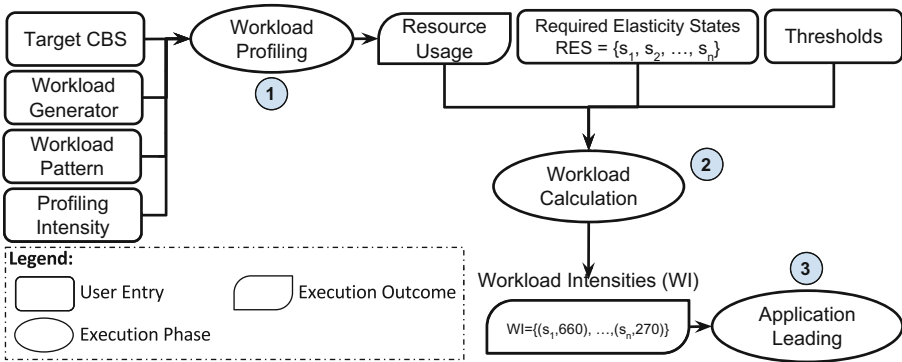 Target CBS
Workload
Generator
Workload
Pattern
Profiling
Intensity
Workload
Profiling
1
Resource
Usage
Required Elasticity States
RES = {s1, s2, …, sn}
Thresholds
Workload
Calculation
2
Workload Intensities (WI)
WI={(s1,660), …,(sn,270)}
3
Application
Leading
Legend:
User Entry
Execution Outcome
Execution Phase